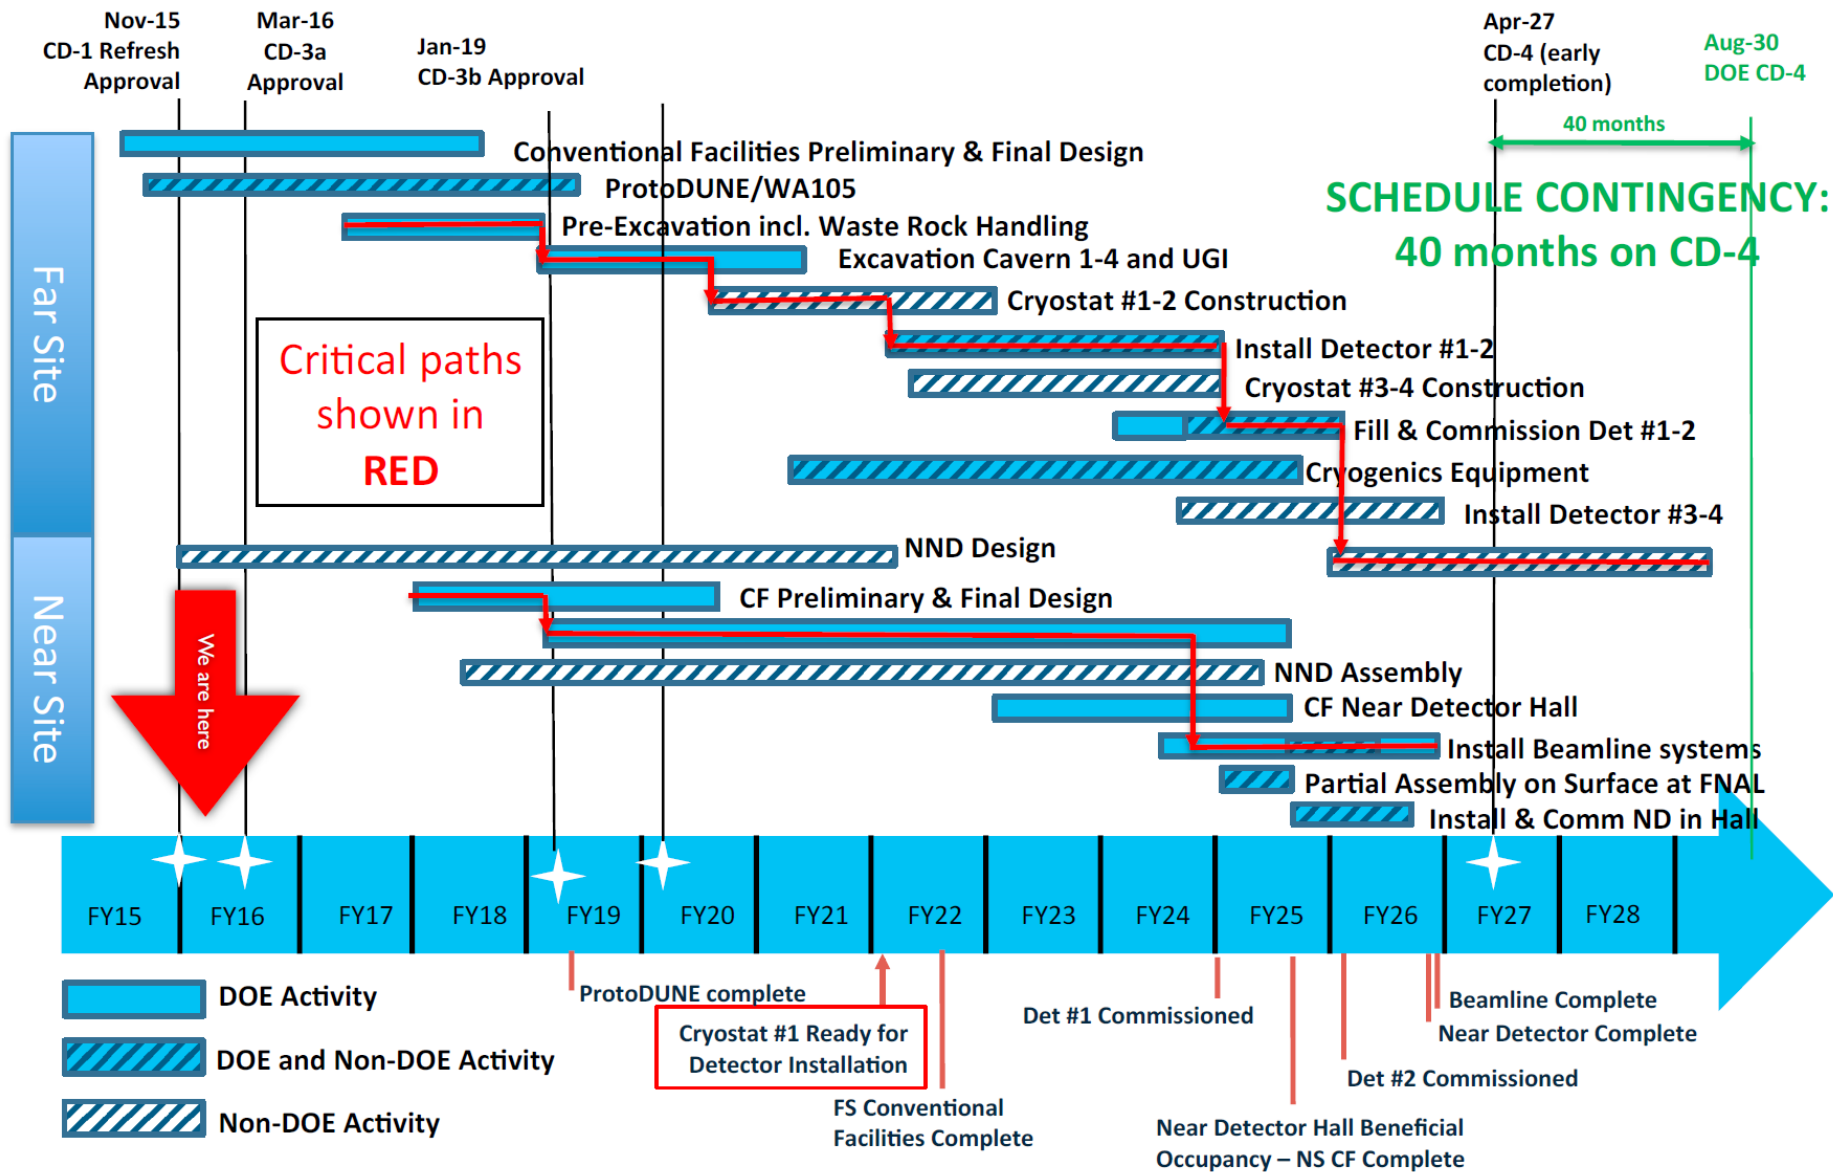 Nov-15
CD-1 Refresh
Approval
Mar-16
CD-3a
Approval
Jan-19
CD-3b Approval
Apr-27
CD-4 (early
completion)
Aug-30
DOE CD-4
40 months
SCHEDULE CONTINGENCY:
40 months on CD-4
Far Site
Conventional Facilities Preliminary & Final Design
ProtoDUNE/WA105
Pre-Excavation incl. Waste Rock Handling
Excavation Cavern 1-4 and UGI
Cryostat #1-2 Construction
Critical paths
shown in
RED
Install Detector #1-2
Cryostat #3-4 Construction
Fill & Commission Det #1-2
Cryogenics Equipment
Install Detector #3-4
Near Site
NND Design
CF Preliminary & Final Design
We are here
NND Assembly
CF Near Detector Hall
Install Beamline systems
Partial Assembly on Surface at FNAL
Install & Comm ND in Hall
FY15
FY16
FY17
FY18
FY19
FY20
FY21
FY22
FY23
FY24
FY25
FY26
FY27
FY28
DOE Activity
DOE and Non-DOE Activity
Non-DOE Activity
ProtoDUNE complete
Cryostat #1 Ready for
Detector Installation
FS Conventional
Facilities Complete
Det #1 Commissioned
Near Detector Hall Beneficial
Occupancy – NS CF Complete
Det #2 Commissioned
Beamline Complete
Near Detector Complete